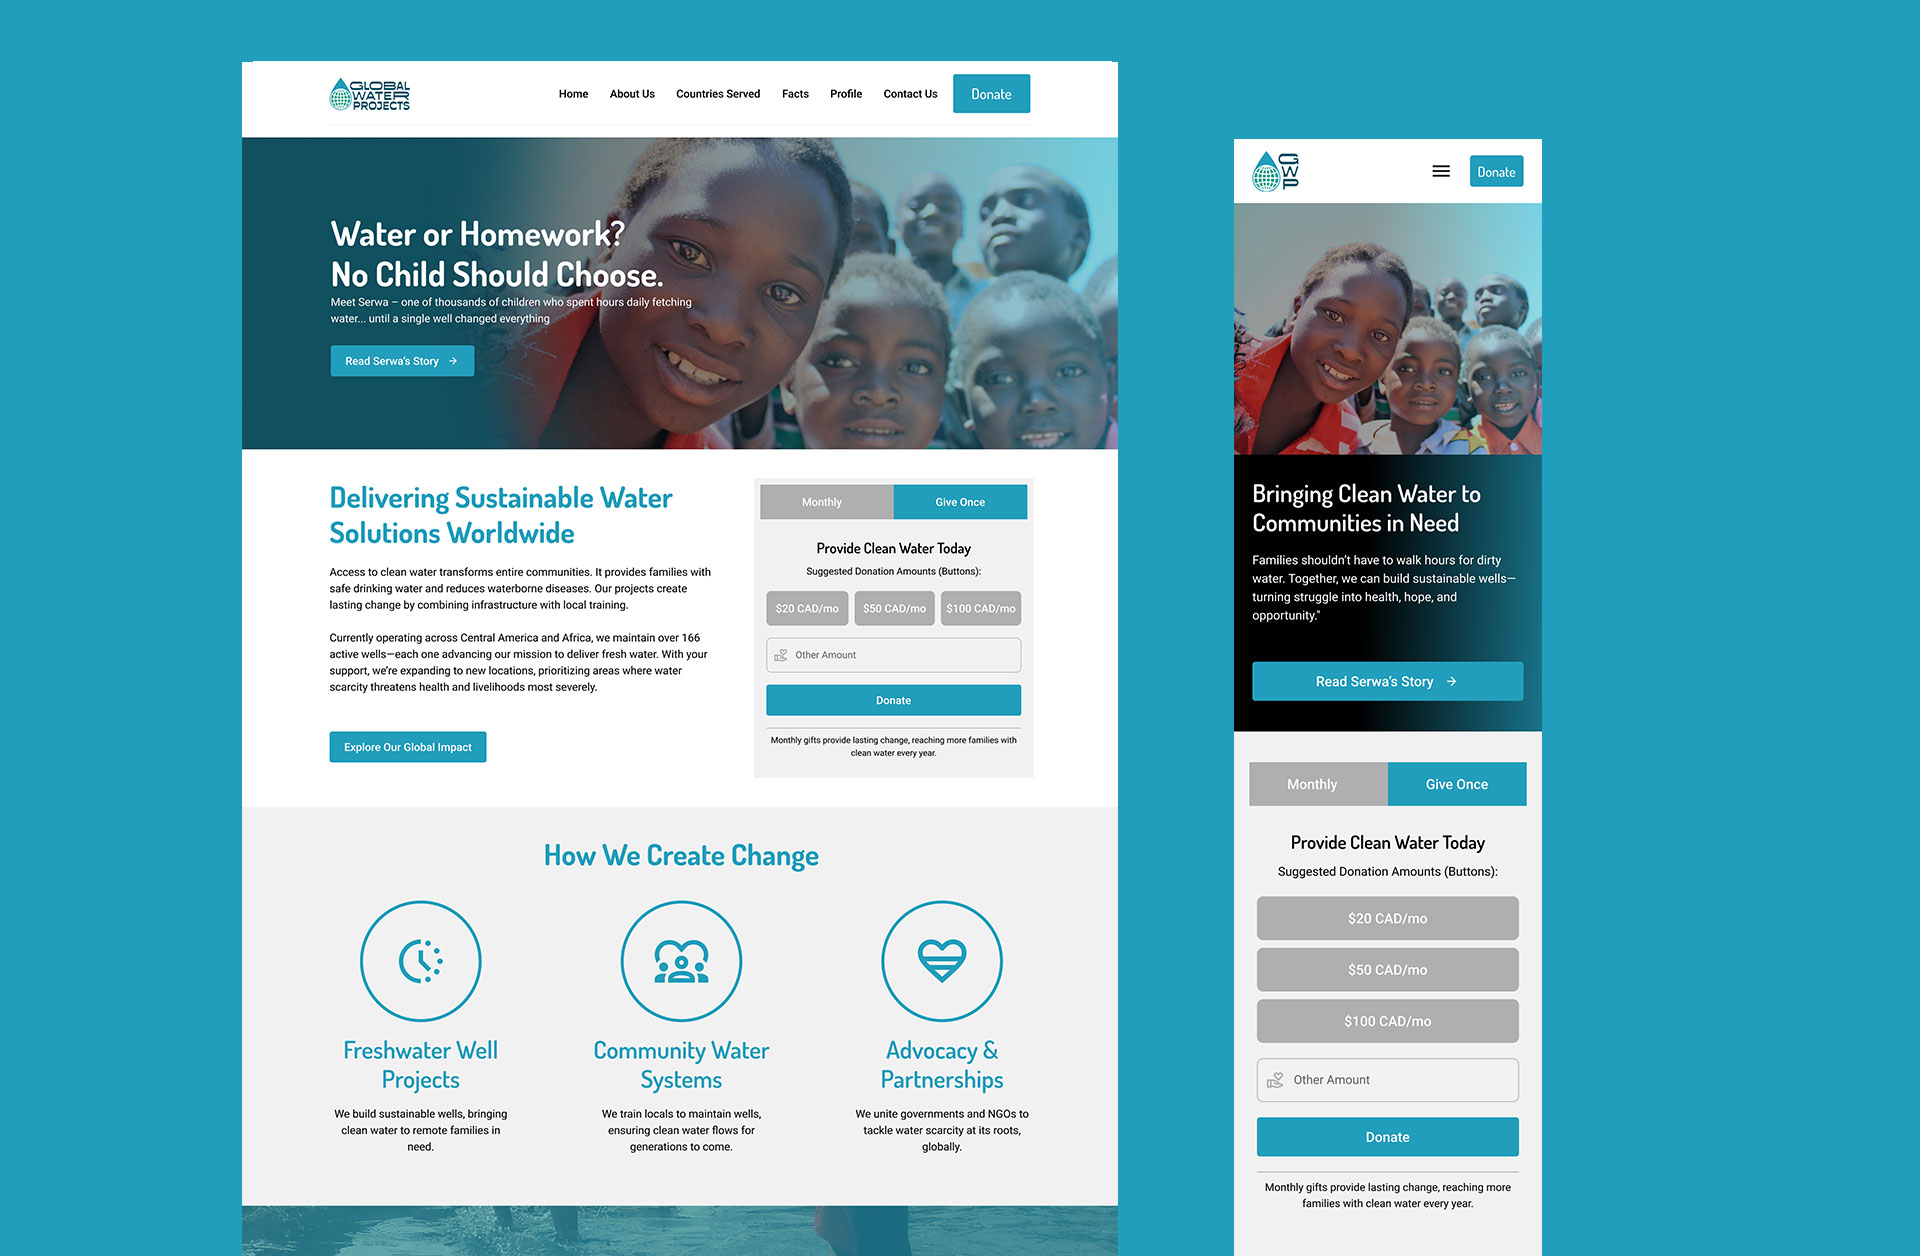 GLOBAL
WATER
PROJECTS
Home About Us Countries Served Facts Profile Contact Us Donate
Water or Homework?
No Child Should Choose.
Meet Serwa – one of thousands of children who spent hours daily fetching
water... until a single well changed everything
Read Serwa's Story →
Delivering Sustainable Water
Solutions Worldwide
Access to clean water transforms entire communities. It provides families with
safe drinking water and reduces waterborne diseases. Our projects create
lasting change by combining infrastructure with local training.
Currently operating across Central America and Africa, we maintain over 166
active wells—each one advancing our mission to deliver fresh water. With your
support, we're expanding to new locations, prioritizing areas where water
scarcity threatens health and livelihoods most severely.
Explore Our Global Impact
Monthly Give Once
Provide Clean Water Today
Suggested Donation Amounts (Buttons):
$20 CAD/mo $50 CAD/mo $100 CAD/mo
Other Amount
Donate
Monthly gifts provide lasting change, reaching more families with
clean water every year.
How We Create Change
Freshwater Well
Projects
We build sustainable wells, bringing
clean water to remote families in
need.
Community Water
Systems
We train locals to maintain wells,
ensuring clean water flows for
generations to come.
Advocacy &
Partnerships
We unite governments and NGOs to
tackle water scarcity at its roots,
globally.
GWP
Donate
Bringing Clean Water to
Communities in Need
Families shouldn't have to walk hours for dirty
water. Together, we can build sustainable wells—
turning struggle into health, hope, and
opportunity."
Read Serwa's Story →
Monthly Give Once
Provide Clean Water Today
Suggested Donation Amounts (Buttons):
$20 CAD/mo
$50 CAD/mo
$100 CAD/mo
Other Amount
Donate
Monthly gifts provide lasting change, reaching more
families with clean water every year.